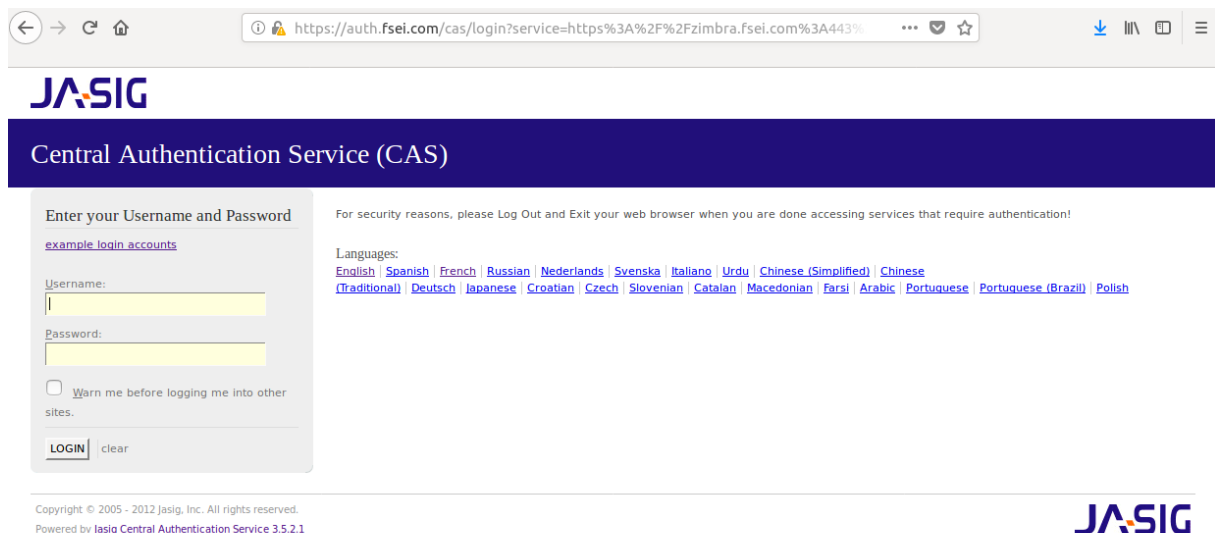 https://auth.fsei.com/cas/login?service=https%3A%2F%2Fzimbra.fsei.com%3A443%
JASIG
Central Authentication Service (CAS)
Enter your Username and Password
example login accounts
Username:
Password:
Warn me before logging me into other
sites.
LOGIN clear
For security reasons, please Log Out and Exit your web browser when you are done accessing services that require authentication!
Languages:
English | Spanish | French | Russian | Nederlands | Svenska | Italiano | Urdu | Chinese (Simplified) | Chinese
(Traditional) | Deutsch | Japanese | Croatian | Czech | Slovenian | Catalan | Macedonian | Farsi | Arabic | Portuguese | Portuguese (Brazil) | Polish
Copyright © 2005 - 2012 Jasig, Inc. All rights reserved.
Powered by Jasig Central Authentication Service 3.5.2.1
JASIG